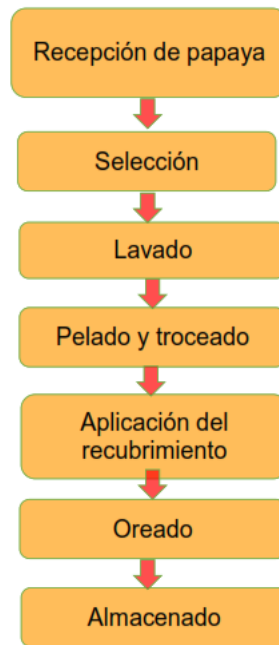 Recepción de papaya
Selección
Lavado
Pelado y troceado
Aplicación del
recubrimiento
Oreado
Almacenado